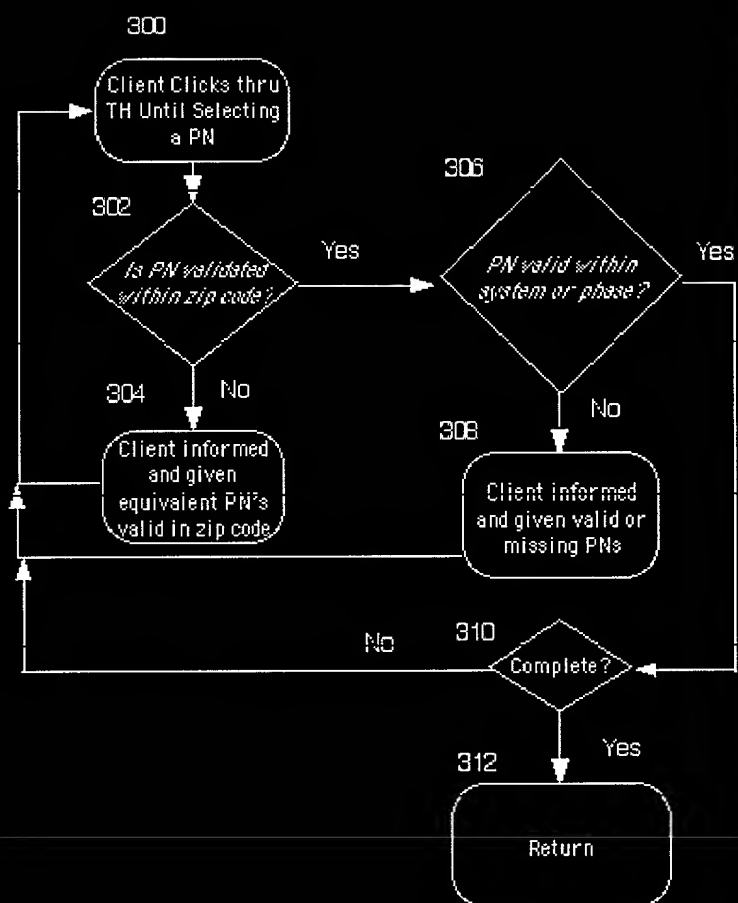 300
Client Clicks thru
TH Until Selecting
a PN
302
Is PN validated
within zip code?
Yes
306
PN valid within
system or phase?
Yes
304
No
Client informed
and given
equivalent PN's
valid in zip code
308
No
Client informed
and given valid or
missing PNs
No
310
Complete?
Yes
312
Return